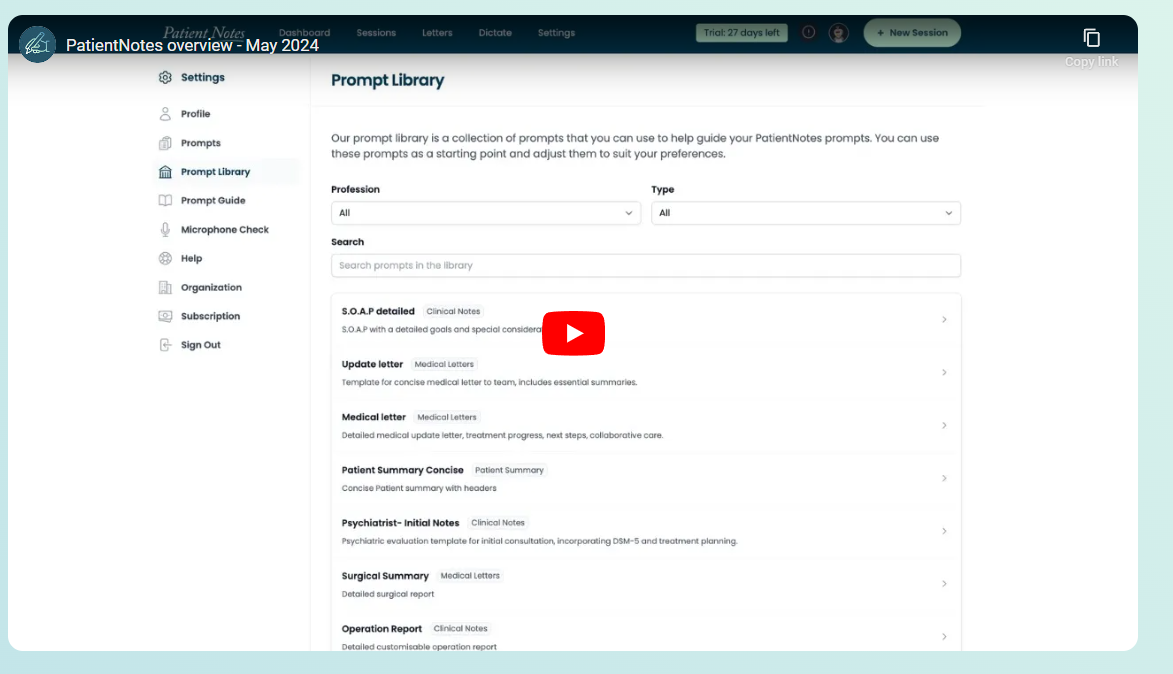 Patient Notes
Dashboard
Sessions
Letters
Dictate
Settings
Trial: 27 days left
+ New Session
PatientNotes overview - May 2024
Copy link
Settings
Profile
Prompts
Prompt Library
Prompt Guide
Microphone Check
Help
Organization
Subscription
Sign Out
Prompt Library
Our prompt library is a collection of prompts that you can use to help guide your PatientNotes prompts. You can use
these prompts as a starting point and adjust them to suit your preferences.
Profession
Type
All
All
Search
Search prompts in the library
S.O.A.P detailed Clinical Notes
S.O.A.P with a detailed goals and special
Update letter Medical Letters
Template for concise medical letter to team, includes essential summaries.
Medical letter Medical Letters
Detailed medical update letter, treatment progress, next steps, collaborative care.
Patient Summary Concise Patient Summary
Concise Patient summary with headers
Psychiatrist- Initial Notes Clinical Notes
Psychiatric evaluation template for initial consultation, incorporating DSM-5 and treatment planning.
Surgical Summary Medical Letters
Detailed surgical report
Operation Report Clinical Notes
Detailed customisable operation report